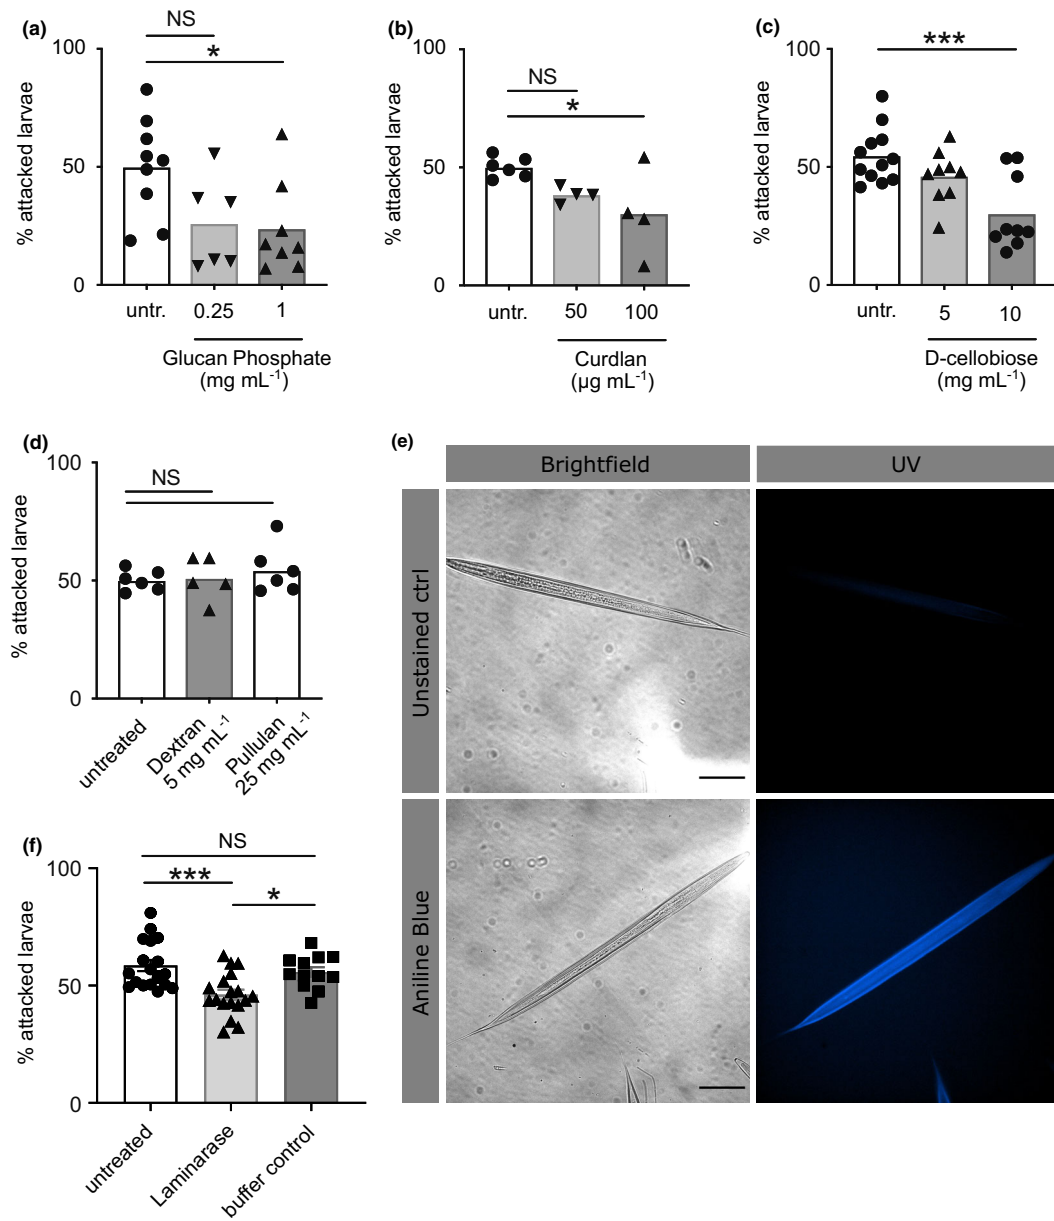 (a)
NS
*
100
50
0
% attacked larvae
untr.
0.25
1
Glucan Phosphate
(mg mL-1)
(b)
NS
*
100
50
0
% attacked larvae
untr.
50
100
Curdlan
(µg mL-1)
(c)
***
100
50
0
% attacked larvae
untr.
5
10
D-cellobiose
(mg mL-1)
(d)
NS
100
50
0
% attacked larvae
untreated
Dextran
5 mg mL-1
Pullulan
25 mg mL-1
(e)
Brightfield
UV
Unstained ctrl
Aniline Blue
(f)
NS
***
*
100
50
0
% attacked larvae
untreated
Laminarase
buffer control